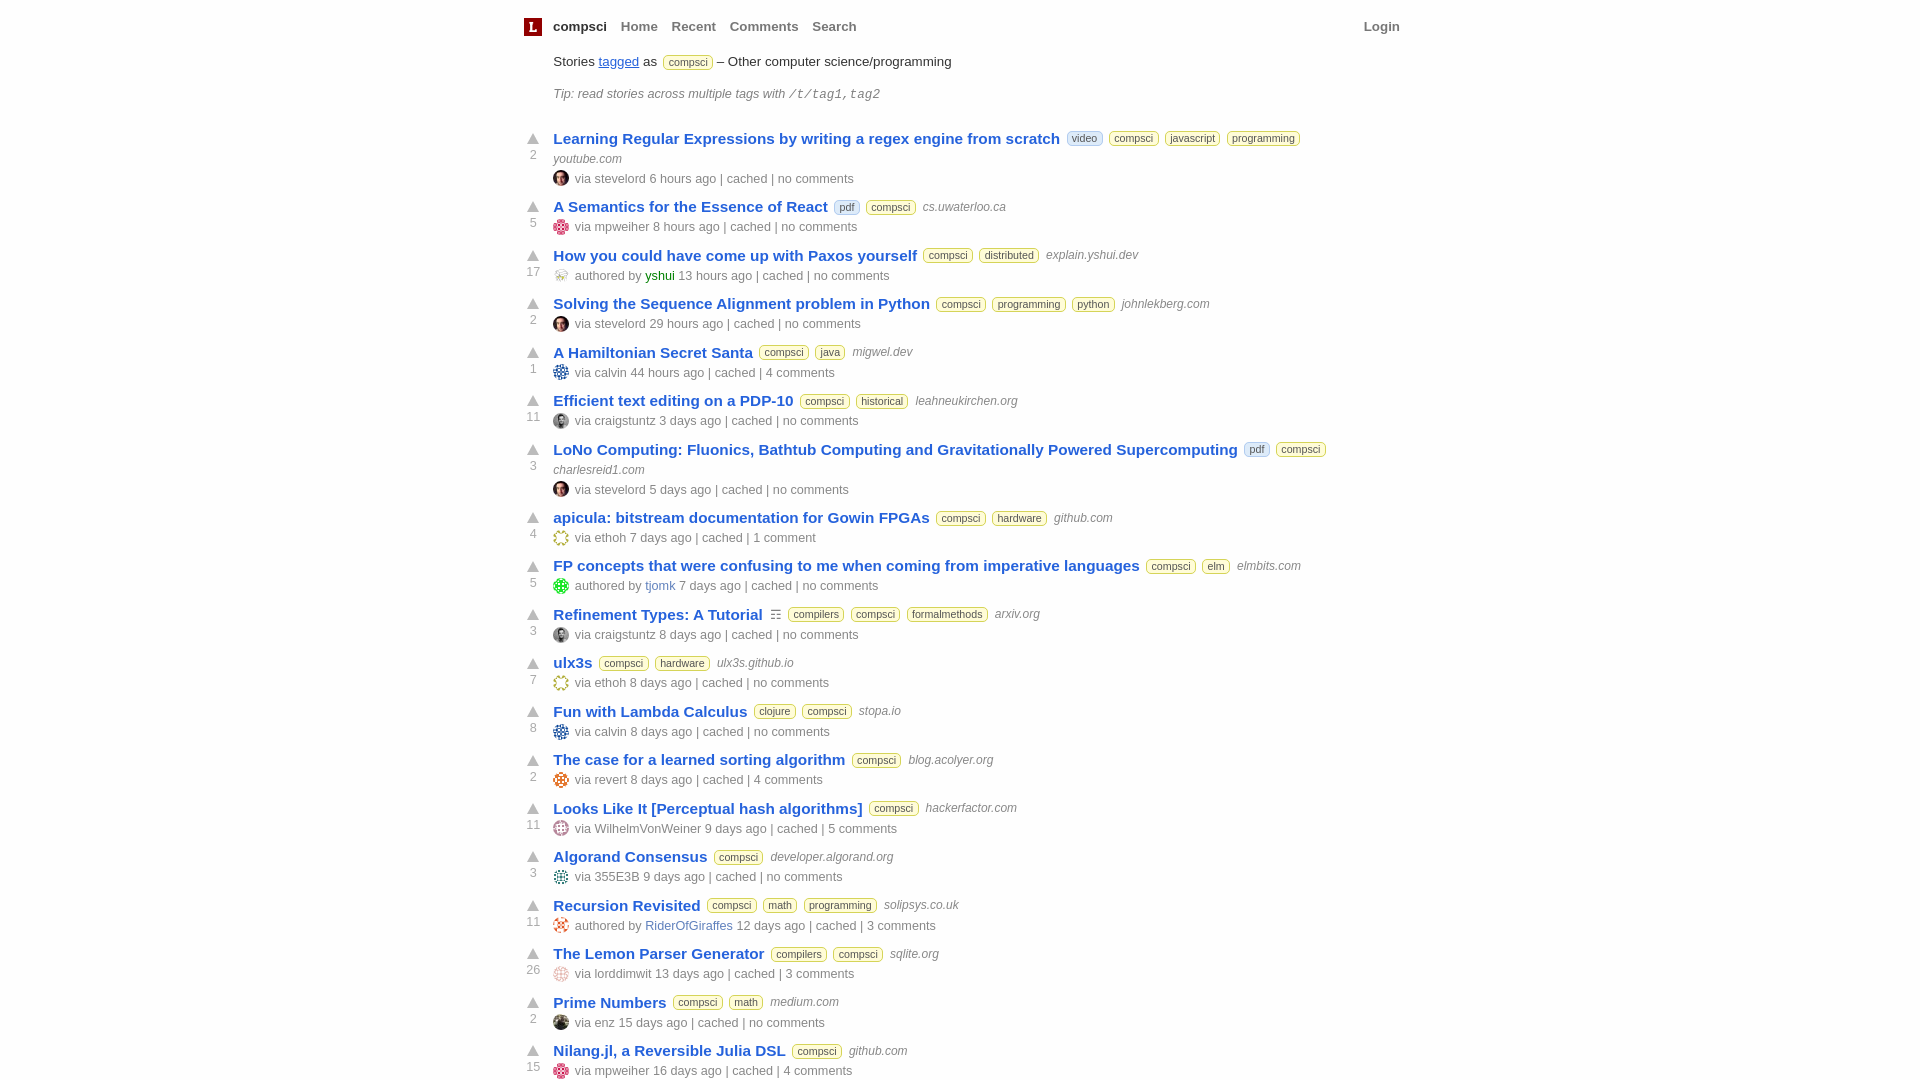 L compsci Home Recent Comments Search Login
Stories tagged as compsci – Other computer science/programming
Tip: read stories across multiple tags with /t/tag1,tag2
Learning Regular Expressions by writing a regex engine from scratch video compsci javascript programming
2 youtube.com
via stevelord 6 hours ago | cached | no comments
A Semantics for the Essence of React pdf compsci cs.uwaterloo.ca
5 via mpweiher 8 hours ago | cached | no comments
How you could have come up with Paxos yourself compsci distributed explain.yshui.dev
17 authored by yshui 13 hours ago | cached | no comments
Solving the Sequence Alignment problem in Python compsci programming python johnlekberg.com
2 via stevelord 29 hours ago | cached | no comments
A Hamiltonian Secret Santa compsci java migwel.dev
1 via calvin 44 hours ago | cached | 4 comments
Efficient text editing on a PDP-10 compsci historical leahneukirchen.org
11 via craigstuntz 3 days ago | cached | no comments
LoNo Computing: Fluonics, Bathtub Computing and Gravitationally Powered Supercomputing pdf compsci
3 charlesreid1.com
via stevelord 5 days ago | cached | no comments
apicula: bitstream documentation for Gowin FPGAs compsci hardware github.com
4 via ethoh 7 days ago | cached | 1 comment
FP concepts that were confusing to me when coming from imperative languages compsci elm elmbits.com
5 authored by tjomk 7 days ago | cached | no comments
Refinement Types: A Tutorial ☶ compilers compsci formalmethods arxiv.org
3 via craigstuntz 8 days ago | cached | no comments
ulx3s compsci hardware ulx3s.github.io
7 via ethoh 8 days ago | cached | no comments
Fun with Lambda Calculus clojure compsci stopa.io
8 via calvin 8 days ago | cached | no comments
The case for a learned sorting algorithm compsci blog.acolyer.org
2 via revert 8 days ago | cached | 4 comments
Looks Like It [Perceptual hash algorithms] compsci hackerfactor.com
11 via WilhelmVonWeiner 9 days ago | cached | 5 comments
Algorand Consensus compsci developer.algorand.org
3 via 355E3B 9 days ago | cached | no comments
Recursion Revisited compsci math programming solipsys.co.uk
11 authored by RiderOfGiraffes 12 days ago | cached | 3 comments
The Lemon Parser Generator compilers compsci sqlite.org
26 via lorddimwit 13 days ago | cached | 3 comments
Prime Numbers compsci math medium.com
2 via enz 15 days ago | cached | no comments
Nilang.jl, a Reversible Julia DSL compsci github.com
15 via mpweiher 16 days ago | cached | 4 comments